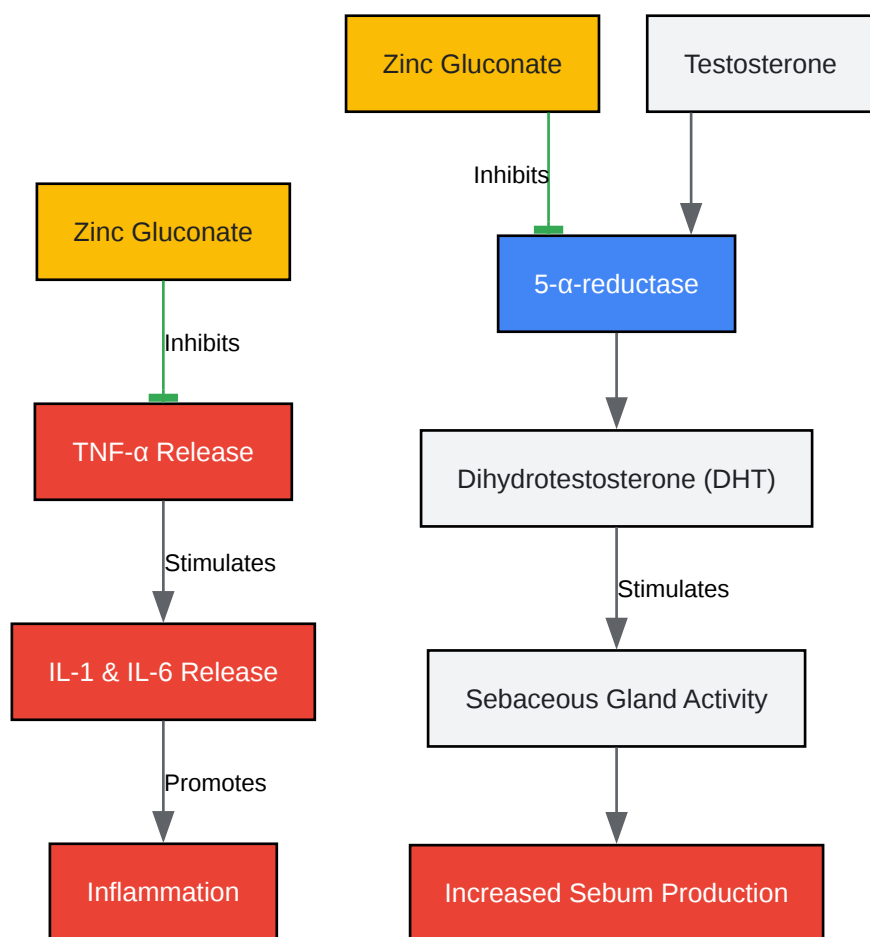 Zinc Gluconate
Inhibits
TNF-α Release
Stimulates
IL-1 & IL-6 Release
Promotes
Inflammation
Zinc Gluconate
Testosterone
Inhibits
5-α-reductase
Dihydrotestosterone (DHT)
Stimulates
Sebaceous Gland Activity
Increased Sebum Production